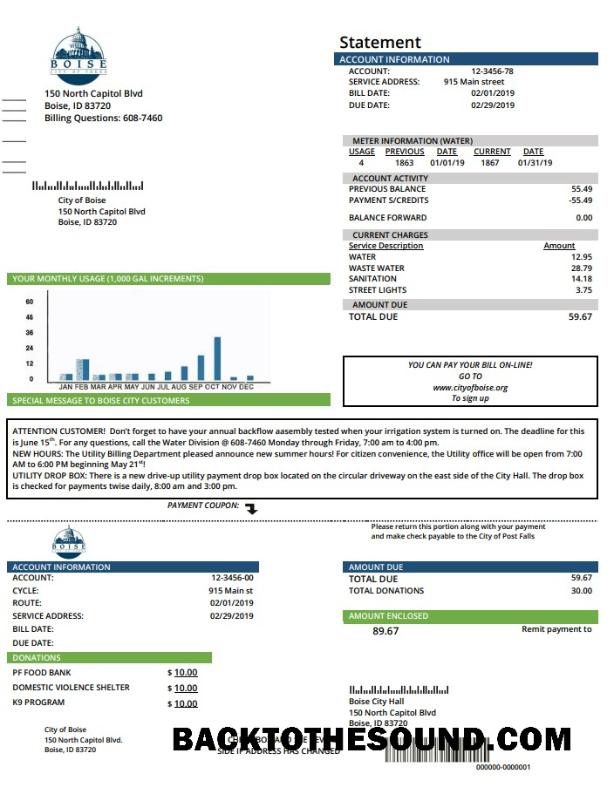 BOISE
CITY OF TREES
150 North Capitol Blvd
Boise, ID 83720
Billing Questions: 608-7460
City of Boise
150 North Capitol Blvd
Boise, ID 83720
Statement
ACCOUNT INFORMATION
ACCOUNT: 12-3456-78
SERVICE ADDRESS: 915 Main street
BILL DATE: 02/01/2019
DUE DATE: 02/29/2019
METER INFORMATION (WATER)
USAGE PREVIOUS DATE CURRENT DATE
4 1863 01/01/19 1867 01/31/19
ACCOUNT ACTIVITY
PREVIOUS BALANCE 55.49
PAYMENT S/CREDITS -55.49
BALANCE FORWARD 0.00
CURRENT CHARGES
Service Description Amount
WATER 12.95
WASTE WATER 28.79
SANITATION 14.18
STREET LIGHTS 3.75
AMOUNT DUE
TOTAL DUE 59.67
YOUR MONTHLY USAGE (1,000 GAL INCREMENTS)
60
48
36
24
12
0
JAN FEB MAR APR MAY JUN JUL AUG SEP OCT NOV DEC
YOU CAN PAY YOUR BILL ON-LINE!
GO TO
www.cityofboise.org
To sign up
SPECIAL MESSAGE TO BOISE CITY CUSTOMERS
ATTENTION CUSTOMER! Don't forget to have your annual backflow aasembly tested when your irrigation system is turned on. The deadline for this
is June 15th. For any questions, call the Water Division @ 608-7460 Monday through Friday, 7:00 am to 4:00 pm.
NEW HOURS: The Utility Billing Department pleased announce new summer hours! For citizen convenience, the Utility office will be open from 7:00
AM to 6:00 PM beginning May 21st!
UTILITY DROP BOX: There is a new drive-up utility payment drop box located on the circular driveway on the east side of the City Hall. The drop box
is checked for payments twise daily, 8:00 am and 3:00 pm.
PAYMENT COUPON:
Please return this portion along with your payment
and make check payable to the City of Post Falls
BOISE
ACCOUNT INFORMATION
ACCOUNT: 12-3456-00
CYCLE: 915 Main st
ROUTE: 02/01/2019
SERVICE ADDRESS: 02/29/2019
BILL DATE:
DUE DATE:
AMOUNT DUE
TOTAL DUE 59.67
TOTAL DONATIONS 30.00
AMOUNT ENCLOSED
89.67 Remit payment to
DONATIONS
PF FOOD BANK $ 10.00
DOMESTIC VIOLENCE SHELTER $ 10.00
K9 PROGRAM $ 10.00
Boise City Hall
150 North Capitol Blvd
Boise, ID 83720
City of Boise
150 North Capitol Blvd.
Boise, ID 83720
SIDE IF ADDRESS HAS CHANGED
BACKTOTHESOUND.COM
000000-0000001